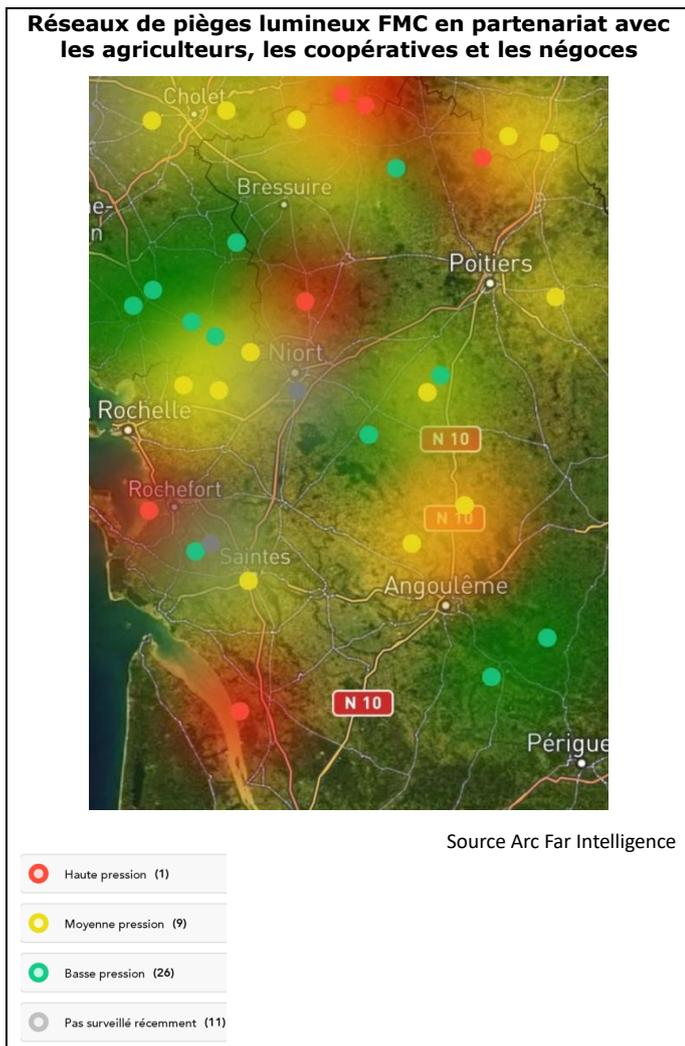 Réseaux de pièges lumineux FMC en partenariat avec
les agriculteurs, les coopératives et les négoces
Cholet
Bressuire
e-
n
Poitiers
Niort
Rochelle
N 10
Rochefort
N 10
Saintes
Angoulême
N 10
Périgue
Source Arc Far Intelligence
Haute pression (1)
Moyenne pression (9)
Basse pression (26)
Pas surveillé récemment (11)